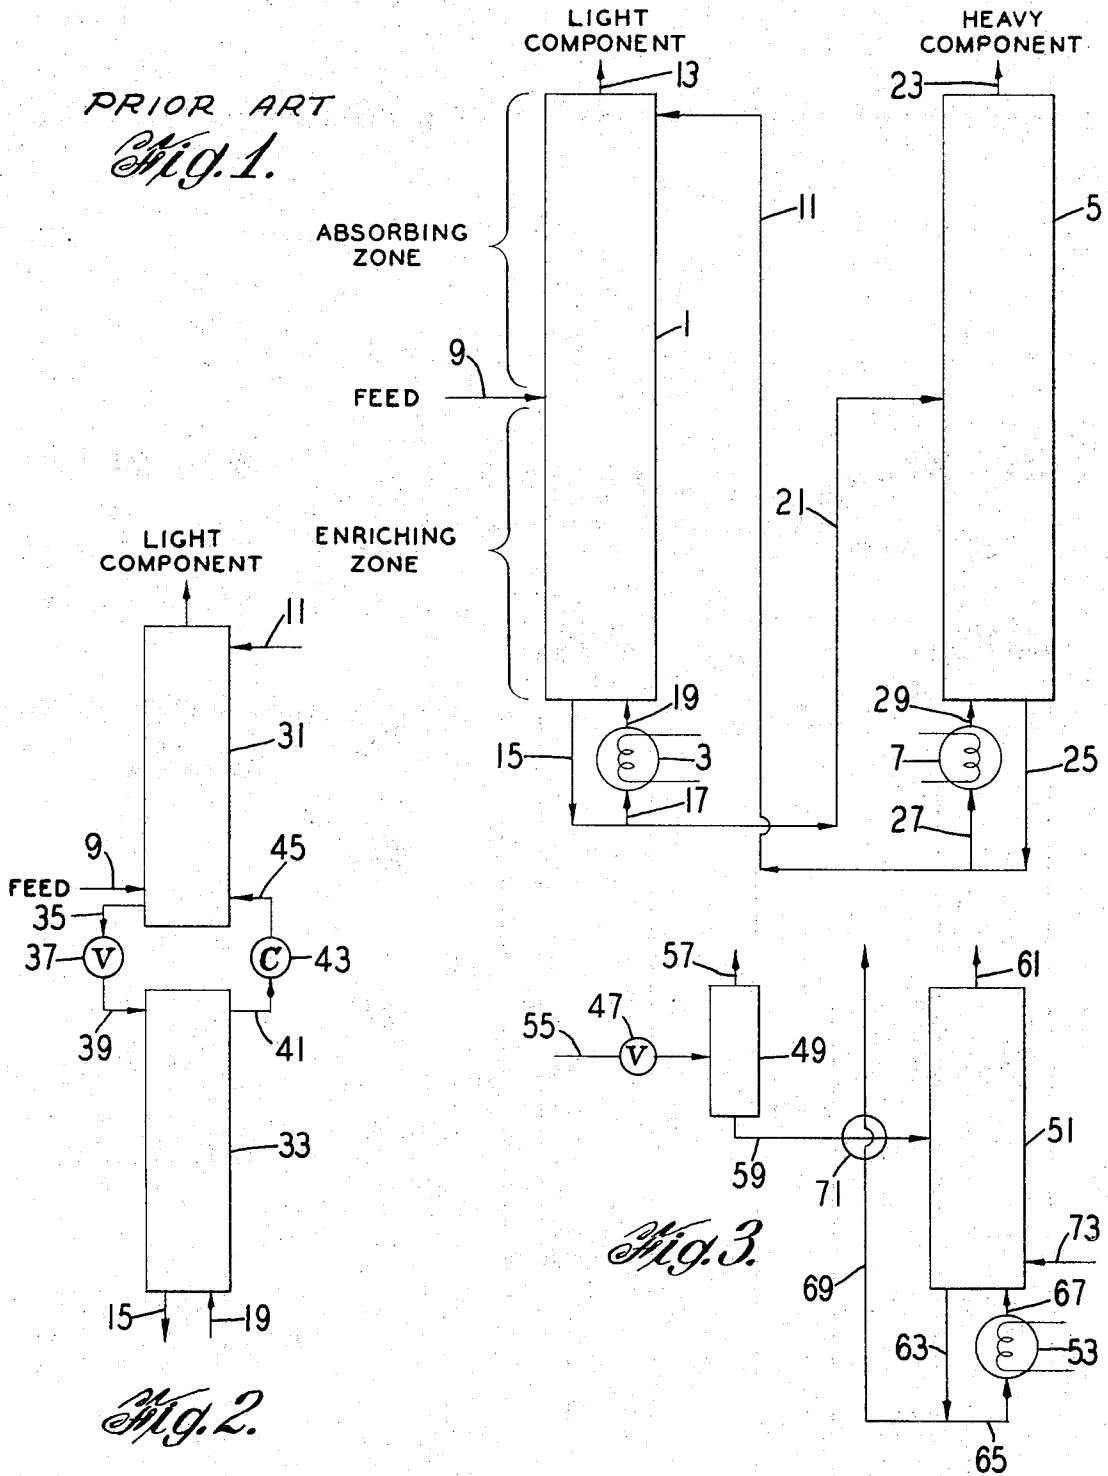 LIGHT
COMPONENT
13
HEAVY
COMPONENT
23
PRIOR ART
Fig. 1.
ABSORBING
ZONE
11
5
1
9
FEED
21
ENRICHING
ZONE
19
15
3
17
29
7
25
27
LIGHT
COMPONENT
11
31
9
FEED
35
45
37
V
C
43
39
41
33
15
19
Fig. 2.
57
61
47
55
V
49
59
71
51
Fig. 3.
73
69
67
63
53
65